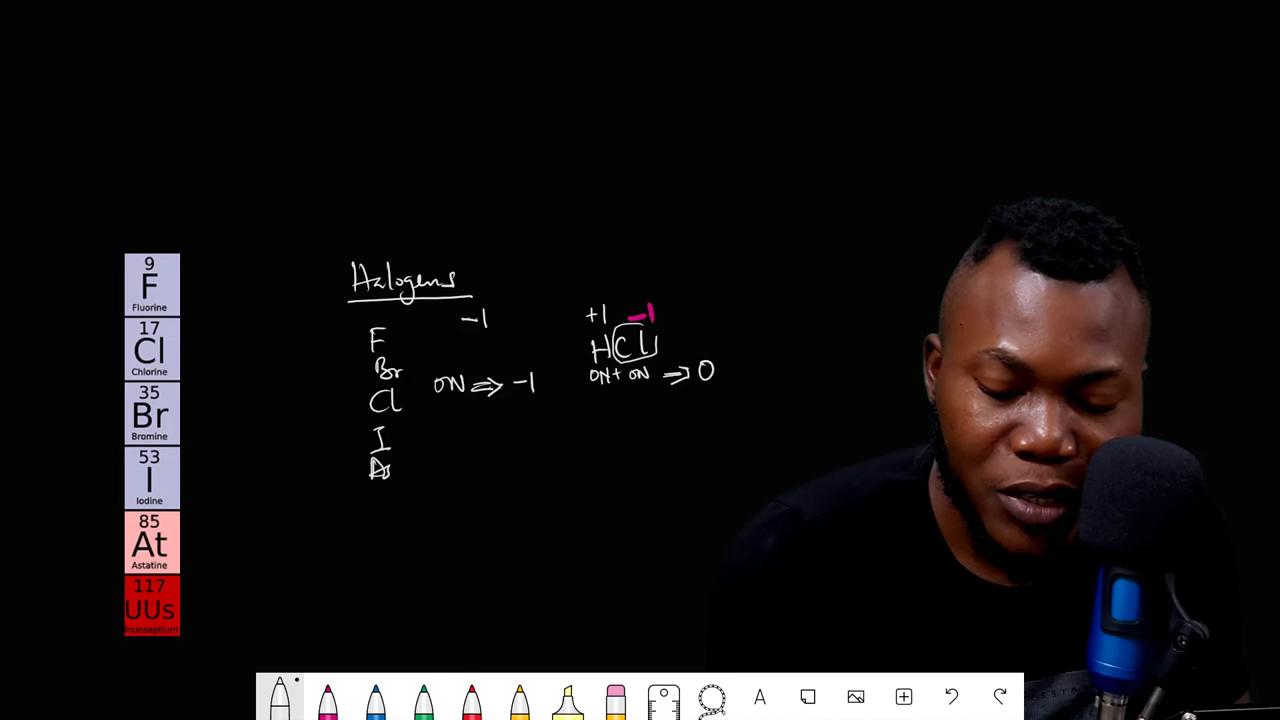 9
F
Fluorine
17
Cl
Chlorine
35
Br
Bromine
53
I
Iodine
85
At
Astatine
117
UUs
Inunseptium
Halogens
-1
F
Br
Cl
I
ON => -1
+1 -1
HCl
ON + ON => 0
A